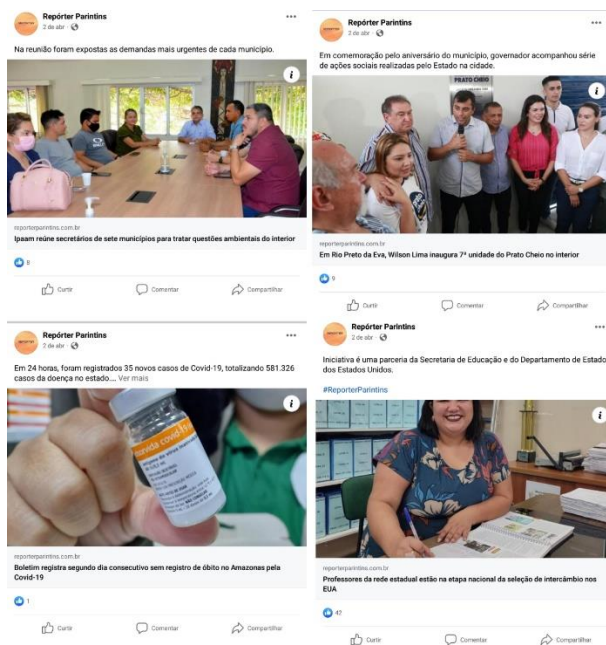 Repórter Parintins
2 de abr ·
Na reunião foram expostas as demandas mais urgentes de cada município.
reporterparintins.com.br
Ipaam reúne secretários de sete municípios para tratar questões ambientais do interior
8
Curtir Comentar Compartilhar
Repórter Parintins
2 de abr ·
Em comemoração pelo aniversário do município, governador acompanhou série
de ações sociais realizadas pelo Estado na cidade.
PRATO CHEIO
reporterparintins.com.br
Em Rio Preto da Eva, Wilson Lima inaugura 7ª unidade do Prato Cheio no interior
9
Curtir Comentar Compartilhar
Repórter Parintins
2 de abr ·
Em 24 horas, foram registrados 35 novos casos de Covid-19, totalizando 581.326
casos da doença no estado... Ver mais
covid-19
reporterparintins.com.br
Boletim registra segundo dia consecutivo sem registro de óbito no Amazonas pela
Covid-19
1
Curtir Comentar Compartilhar
Repórter Parintins
2 de abr ·
Iniciativa é uma parceria da Secretaria de Educação e do Departamento de Estado
dos Estados Unidos.
#ReporterParintins
reporterparintins.com.br
Professores da rede estadual estão na etapa nacional da seleção de intercâmbio nos
EUA
42
Curtir Comentar Compartilhar